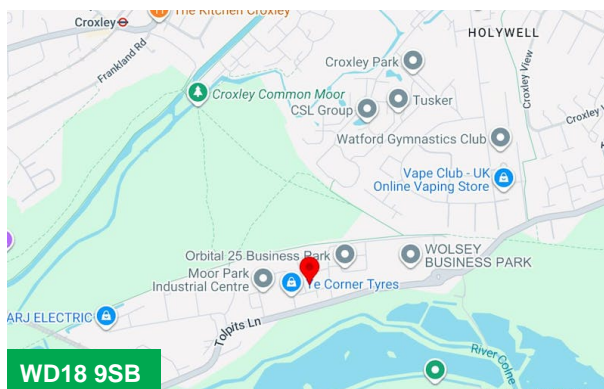 The Kitchen Croxley
Croxley
Frankland Rd
HOLYWELL
Croxley Park
Croxley View
Croxley Common Moor
CSL Group
Tusker
Croxley V
Watford Gymnastics Club
Vape Club - UK
Online Vaping Store
Orbital 25 Business Park
WOLSEY
BUSINESS PARK
Moor Park
Industrial Centre
Ye Corner Tyres
ARJ ELECTRIC
Tolpits Ln
River Colne
WD18 9SB